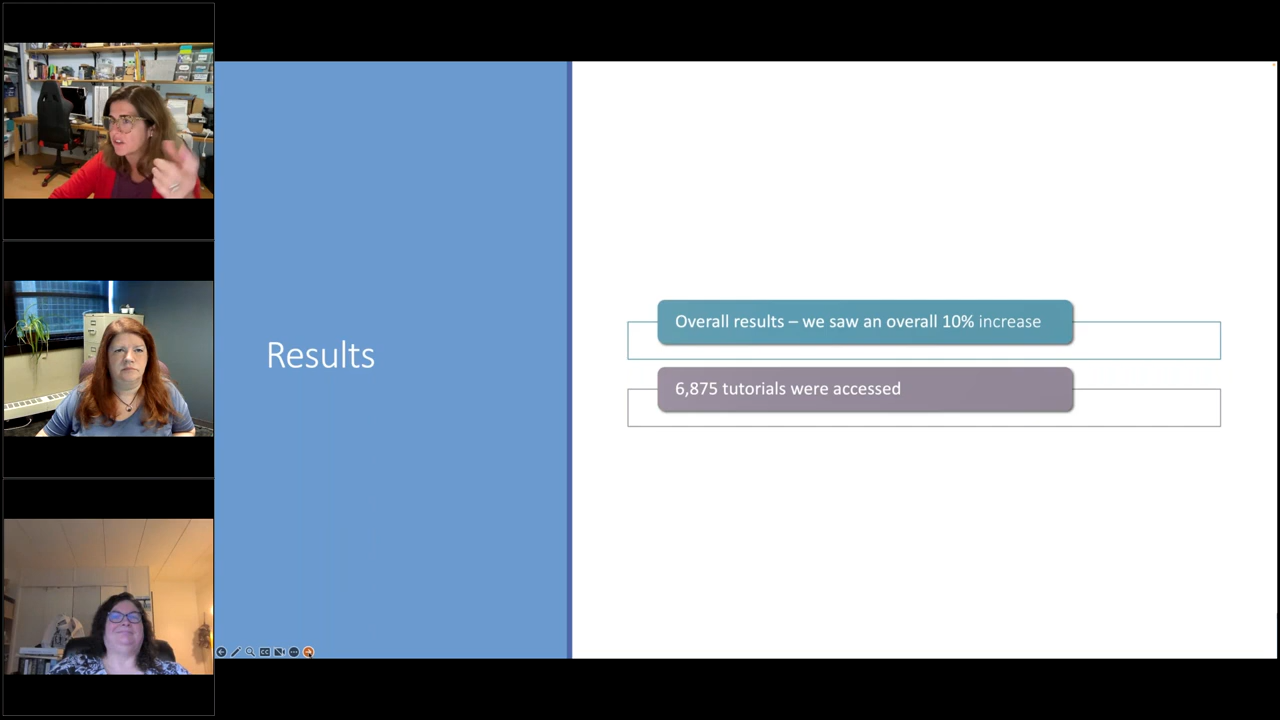 Results
Overall results – we saw an overall 10% increase
6,875 tutorials were accessed